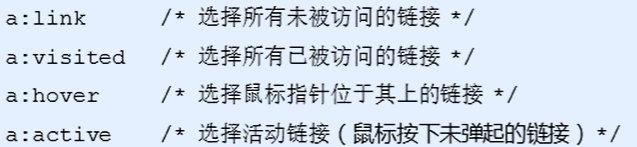 a:link /* 选择所有未被访问的链接 */
a:visited /* 选择所有已被访问的链接 */
a:hover /* 选择鼠标指针位于其上的链接 */
a:active /* 选择活动链接（鼠标按下未弹起的链接）*/